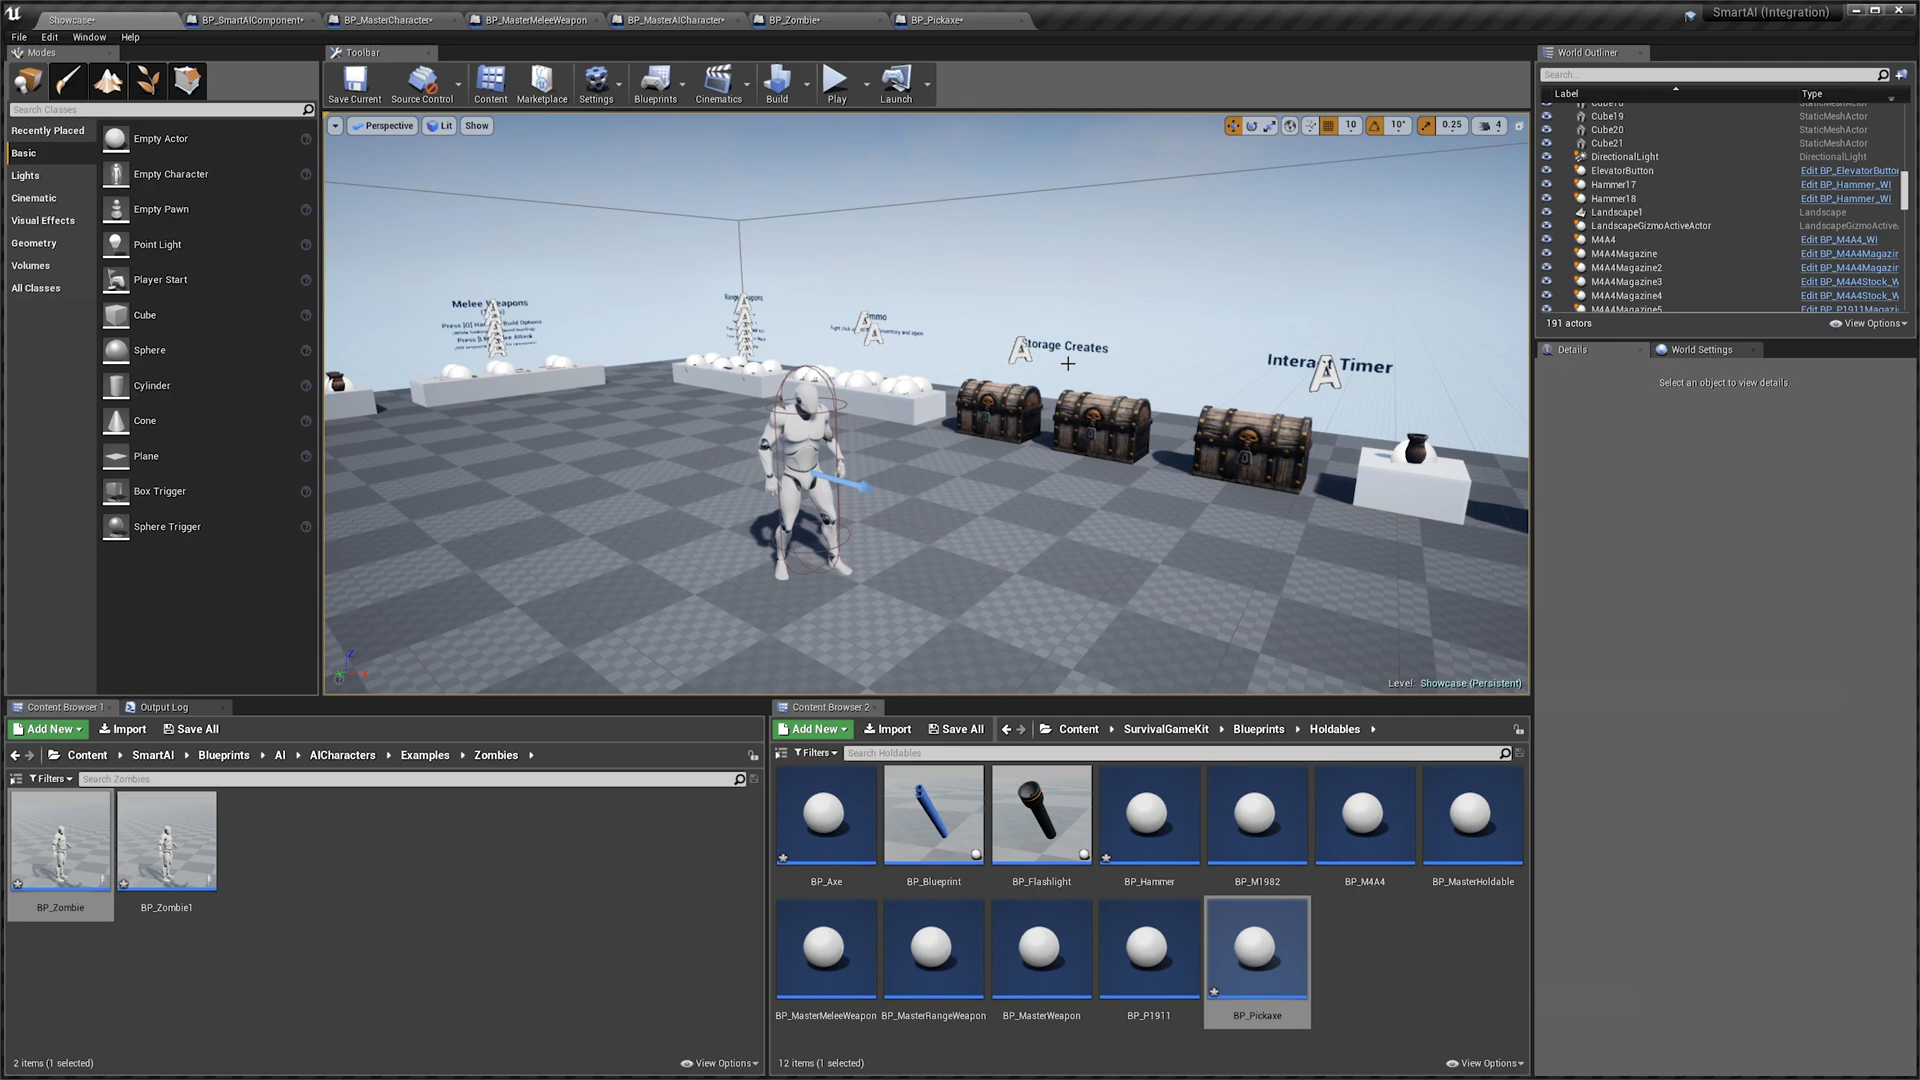 Showcase*
BP_SmartAIComponent*
BP_MasterCharacter*
BP_MasterMeleeWeapon
BP_MasterAICharacter*
BP_Zombie*
BP_Pickaxe*
SmartAI (Integration)
File Edit Window Help
Modes
Toolbar
World Outliner
Save Current
Source Control
Content
Marketplace
Settings
Blueprints
Cinematics
Build
Play
Launch
Search Classes
Recently Placed
Basic
Lights
Cinematic
Visual Effects
Geometry
Volumes
All Classes
Empty Actor
Empty Character
Empty Pawn
Point Light
Player Start
Cube
Sphere
Cylinder
Cone
Plane
Box Trigger
Sphere Trigger
Perspective
Lit
Show
10
10°
0.25
4
Melee Weapons
Storage Creates
Level: Showcase (Persistent)
Search...
Label Type
Cube18 StaticMeshActor
Cube19 StaticMeshActor
Cube20 StaticMeshActor
Cube21 StaticMeshActor
DirectionalLight DirectionalLight
ElevatorButton Edit BP_ElevatorButto
Hammer17 Edit BP_Hammer_WI
Hammer18 Edit BP_Hammer_WI
Landscape1 Landscape
LandscapeGizmoActiveActor LandscapeGizmoActive
M4A4 Edit BP_M4A4_WI
M4A4Magazine Edit BP_M4A4Magazir
M4A4Magazine2 Edit BP_M4A4Magazir
M4A4Magazine3 Edit BP_M4A4Stock_W
M4A4Magazine4 Edit BP_M4A4Stock_W
M4A4Magazine5 Edit BP_P1911Magazi
191 actors
View Options
Details
World Settings
Select an object to view details.
Content Browser 1
Output Log
Add New
Import
Save All
Content
SmartAI
Blueprints
AI
AICharacters
Examples
Zombies
Filters
Search Zombies
BP_Zombie
BP_Zombie1
2 items (1 selected)
View Options
Content Browser 2
Add New
Import
Save All
Content
SurvivalGameKit
Blueprints
Holdables
Filters
Search Holdables
BP_Axe
BP_Blueprint
BP_Flashlight
BP_Hammer
BP_M1982
BP_M4A4
BP_MasterHoldable
BP_MasterMeleeWeapon
BP_MasterRangeWeapon
BP_MasterWeapon
BP_P1911
BP_Pickaxe
12 items (1 selected)
View Options